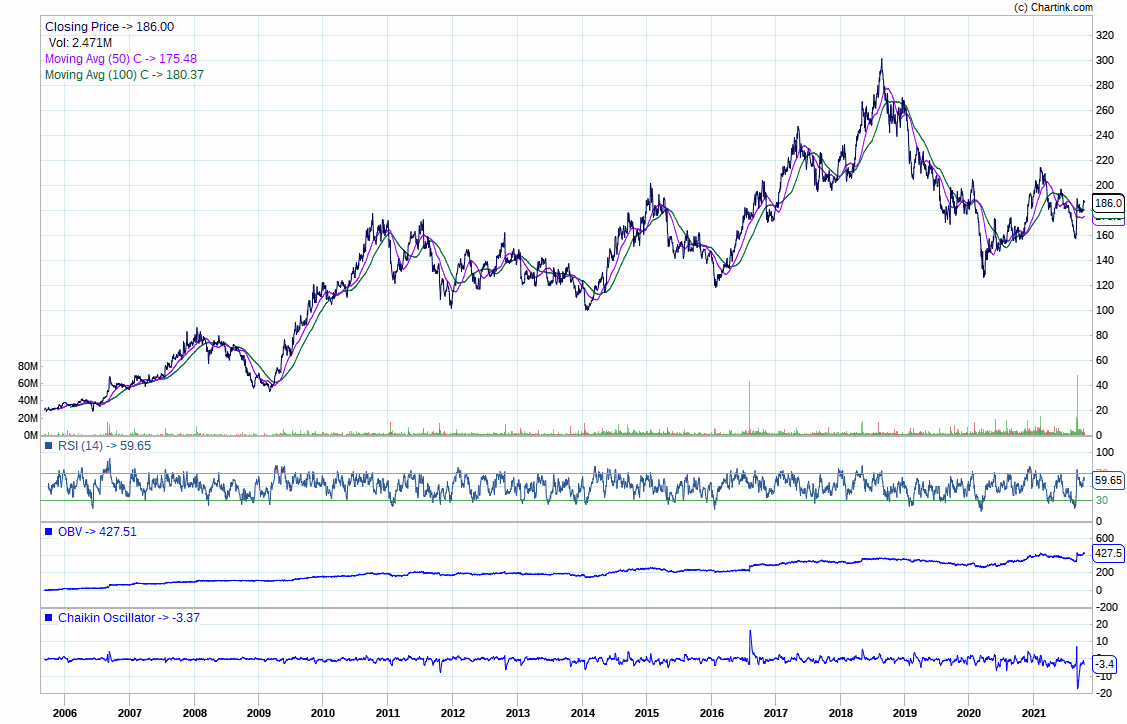 (c) Chartink.com
Closing Price -> 186.00
Vol: 2.471M
Moving Avg (50) C -> 175.48
Moving Avg (100) C -> 180.37
320
300
280
260
240
220
200
186.0
160
140
120
100
80
60
40
20
0
80M
60M
40M
20M
0M
RSI (14) -> 59.65
100
70
59.65
30
0
OBV -> 427.51
600
427.5
200
0
-200
Chaikin Oscillator -> -3.37
20
10
-3.4
-10
-20
2006 2007 2008 2009 2010 2011 2012 2013 2014 2015 2016 2017 2018 2019 2020 2021